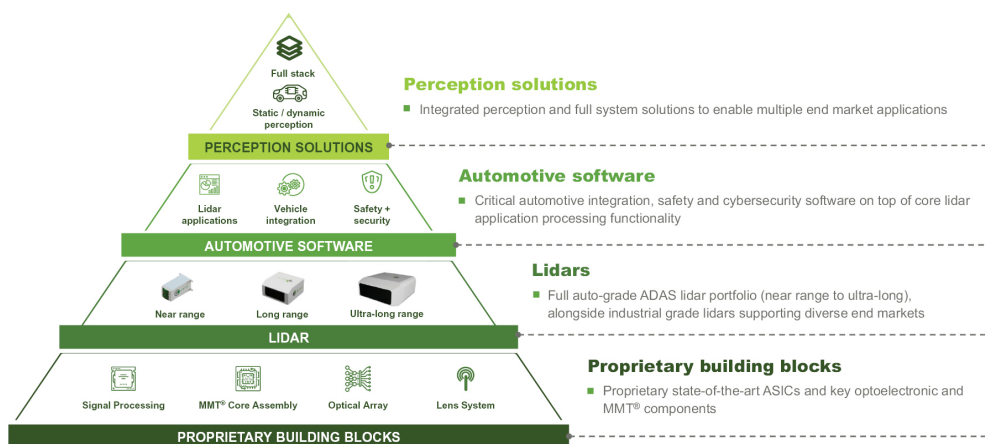 Full stack
Static / dynamic
perception
PERCEPTION SOLUTIONS
Perception solutions
Integrated perception and full system solutions to enable multiple end market applications
Lidar
applications
Vehicle
integration
Safety +
security
AUTOMOTIVE SOFTWARE
Automotive software
Critical automotive integration, safety and cybersecurity software on top of core lidar
application processing functionality
Near range
Long range
Ultra-long range
LIDAR
Lidars
Full auto-grade ADAS lidar portfolio (near range to ultra-long),
alongside industrial grade lidars supporting diverse end markets
Signal Processing
MMT® Core Assembly
Optical Array
Lens System
PROPRIETARY BUILDING BLOCKS
Proprietary building blocks
Proprietary state-of-the-art ASICs and key optoelectronic and
MMT® components